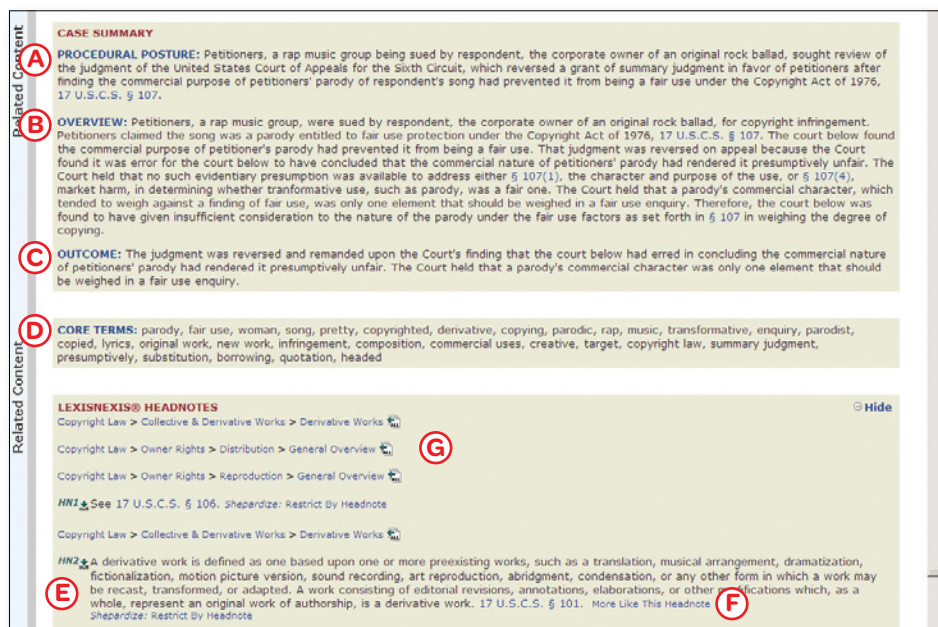 CASE SUMMARY
Related Content
A
PROCEDURAL POSTURE: Petitioners, a rap music group being sued by respondent, the corporate owner of an original rock ballad, sought review of
the judgment of the United States Court of Appeals for the Sixth Circuit, which reversed a grant of summary judgment in favor of petitioners after
finding the commercial purpose of petitioners' parody of respondent's song had prevented it from being a fair use under the Copyright Act of 1976,
17 U.S.C.S. § 107.
B
OVERVIEW: Petitioners, a rap music group, were sued by respondent, the corporate owner of an original rock ballad, for copyright infringement.
Petitioners claimed the song was a parody entitled to fair use protection under the Copyright Act of 1976, 17 U.S.C.S. § 107. The court below found
the commercial purpose of petitioner's parody had prevented it from being a fair use. That judgment was reversed on appeal because the Court
found it was error for the court below to have concluded that the commercial nature of petitioners' parody had rendered it presumptively unfair. The
Court held that no such evidentiary presumption was available to address either § 107(1), the character and purpose of the use, or § 107(4),
market harm, in determining whether tranformative use, such as parody, was a fair one. The Court held that a parody's commercial character, which
tended to weigh against a finding of fair use, was only one element that should be weighed in a fair use enquiry. Therefore, the court below was
found to have given insufficient consideration to the nature of the parody under the fair use factors as set forth in § 107 in weighing the degree of
copying.
C
OUTCOME: The judgment was reversed and remanded upon the Court's finding that the court below had erred in concluding the commercial nature
of petitioners' parody had rendered it presumptively unfair. The Court held that a parody's commercial character was only one element that should
be weighed in a fair use enquiry.
D
CORE TERMS: parody, fair use, woman, song, pretty, copyrighted, derivative, copying, parodic, rap, music, transformative, enquiry, parodist,
copied, lyrics, original work, new work, infringement, composition, commercial uses, creative, target, copyright law, summary judgment,
presumptively, substitution, borrowing, quotation, headed
Related Content
LEXISNEXIS® HEADNOTES
Hide
Copyright Law > Collective & Derivative Works > Derivative Works
Copyright Law > Owner Rights > Distribution > General Overview
G
Copyright Law > Owner Rights > Reproduction > General Overview
HN1 See 17 U.S.C.S. § 106. Shepardize: Restrict By Headnote
Copyright Law > Collective & Derivative Works > Derivative Works
HN2 A derivative work is defined as one based upon one or more preexisting works, such as a translation, musical arrangement, dramatization,
fictionalization, motion picture version, sound recording, art reproduction, abridgment, condensation, or any other form in which a work may
E
be recast, transformed, or adapted. A work consisting of editorial revisions, annotations, elaborations, or other modifications which, as a
whole, represent an original work of authorship, is a derivative work. 17 U.S.C.S. § 101. More Like This Headnote
F
Shepardize: Restrict By Headnote